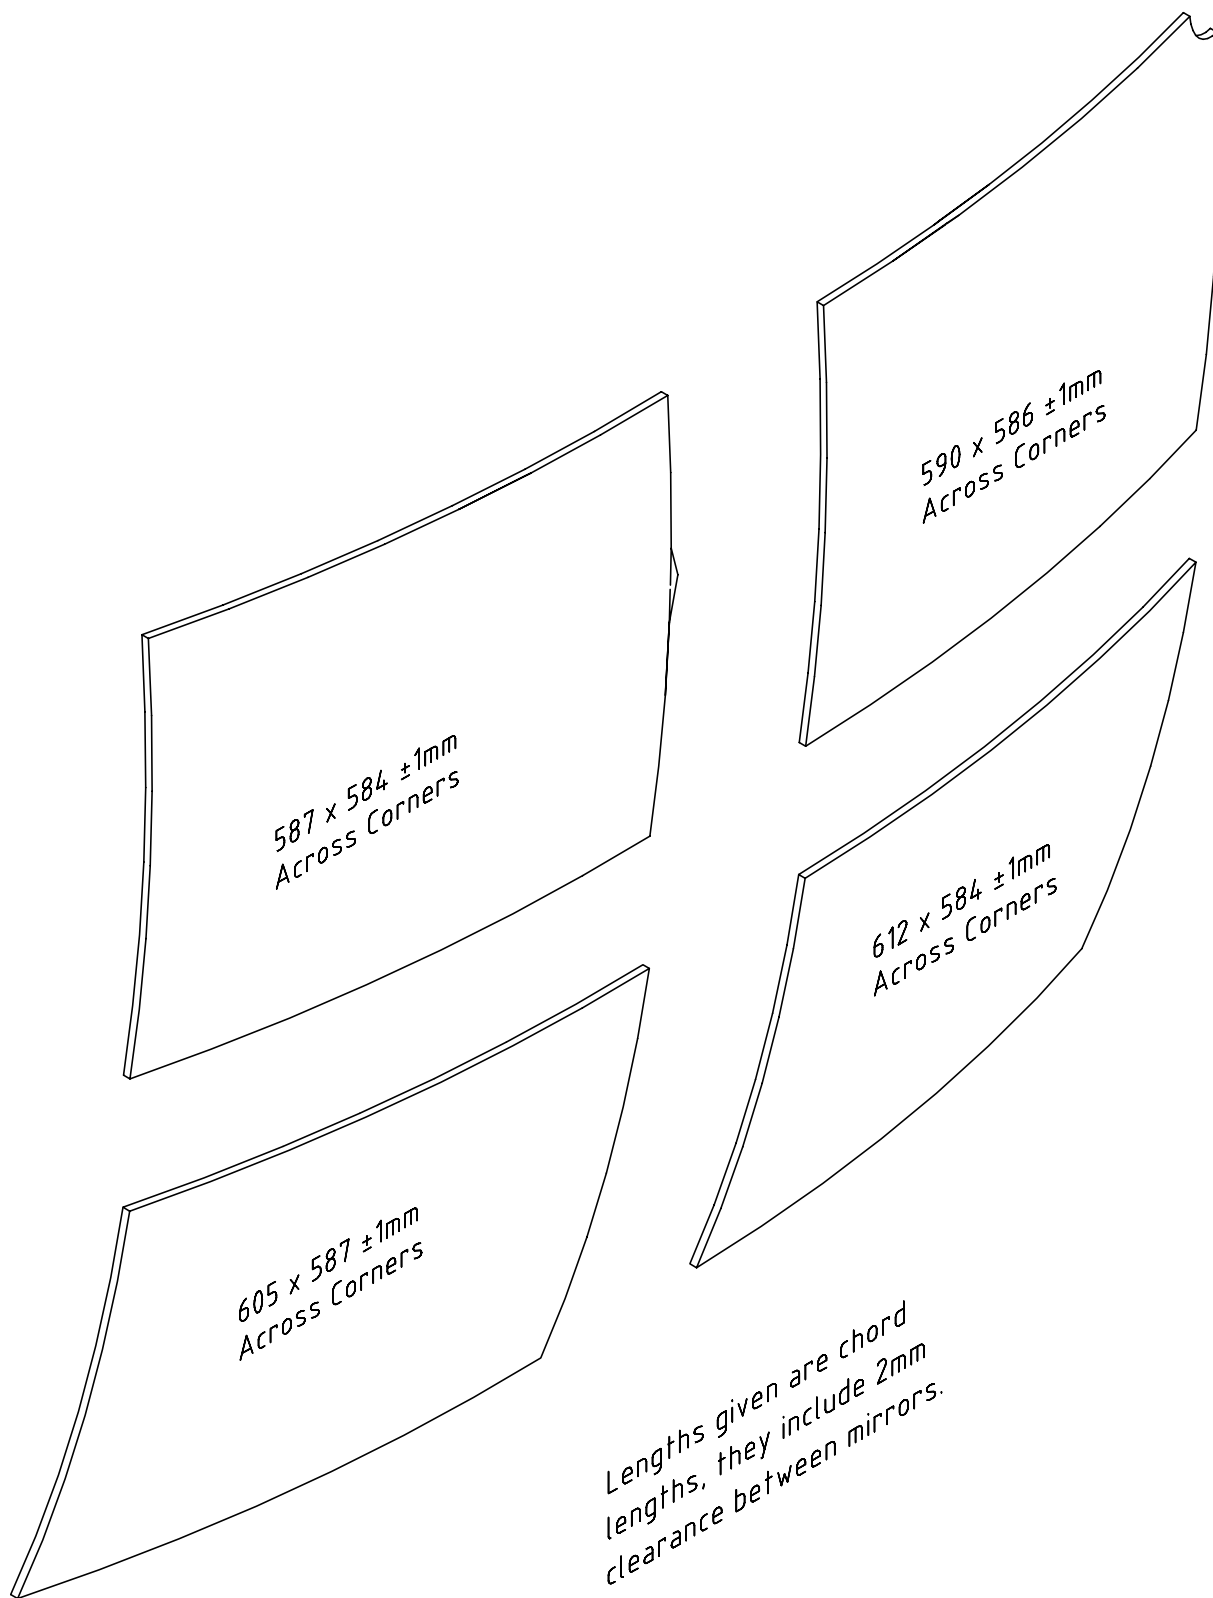 590 x 586 ±1mm
Across Corners
587 x 584 ±1mm
Across Corners
612 x 584 ±1mm
Across Corners
605 x 587 ±1mm
Across Corners
Lengths given are chord
lengths, they include 2mm
clearance between mirrors.